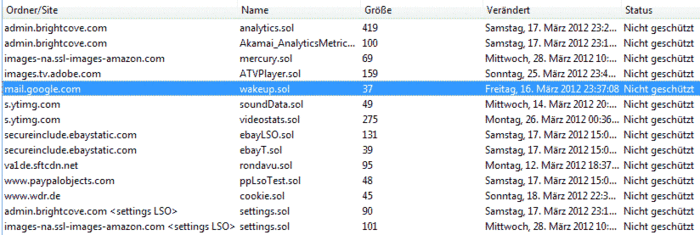 Ordner/Site Name Größe Verändert Status
admin.brightcove.com analytics.sol 419 Samstag, 17. März 2012 23:2... Nicht geschützt
admin.brightcove.com Akamai_AnalyticsMetric... 100 Samstag, 17. März 2012 23:1... Nicht geschützt
images-na.ssl-images-amazon.com mercury.sol 69 Mittwoch, 28. März 2012 10:... Nicht geschützt
images.tv.adobe.com ATVPlayer.sol 159 Sonntag, 25. März 2012 23:4... Nicht geschützt
mail.google.com wakeup.sol 37 Freitag, 16. März 2012 23:37:08 Nicht geschützt
s.ytimg.com soundData.sol 49 Mittwoch, 14. März 2012 20:... Nicht geschützt
s.ytimg.com videostats.sol 275 Montag, 26. März 2012 00:36... Nicht geschützt
secureinclude.ebaystatic.com ebayLSO.sol 131 Samstag, 17. März 2012 15:0... Nicht geschützt
secureinclude.ebaystatic.com ebayT.sol 39 Samstag, 17. März 2012 15:0... Nicht geschützt
va1de.sftcdn.net rondavu.sol 95 Montag, 12. März 2012 18:37... Nicht geschützt
www.paypalobjects.com ppLsoTest.sol 48 Samstag, 17. März 2012 15:0... Nicht geschützt
www.wdr.de cookie.sol 45 Sonntag, 18. März 2012 22:3... Nicht geschützt
admin.brightcove.com <settings LSO> settings.sol 90 Samstag, 17. März 2012 23:1... Nicht geschützt
images-na.ssl-images-amazon.com <settings LSO> settings.sol 101 Mittwoch, 28. März 2012 10:... Nicht geschützt